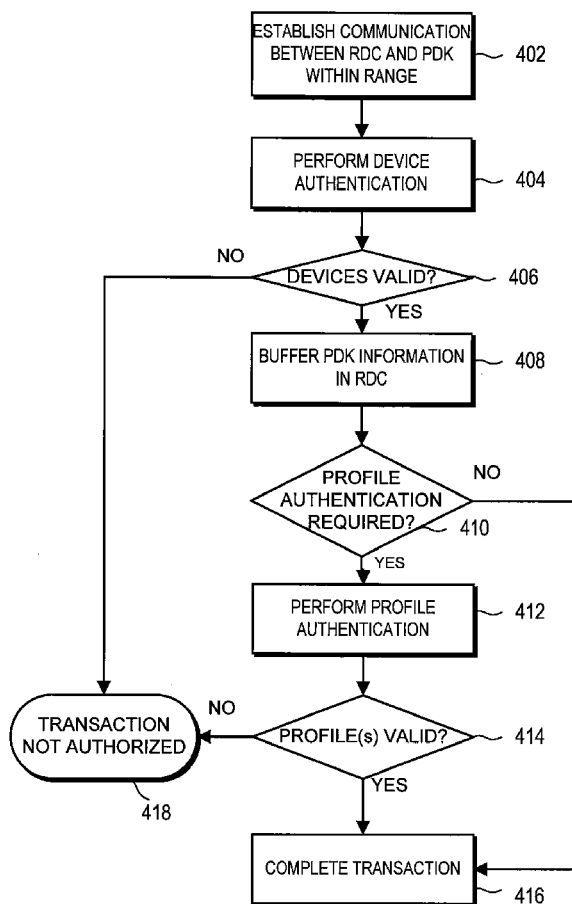 ESTABLISH COMMUNICATION
BETWEEN RDC AND PDK
WITHIN RANGE
402
PERFORM DEVICE
AUTHENTICATION
404
NO
DEVICES VALID?
406
YES
BUFFER PDK INFORMATION
IN RDC
408
PROFILE
AUTHENTICATION
REQUIRED?
NO
410
YES
PERFORM PROFILE
AUTHENTICATION
412
TRANSACTION
NOT AUTHORIZED
NO
PROFILE(s) VALID?
414
418
YES
COMPLETE TRANSACTION
416